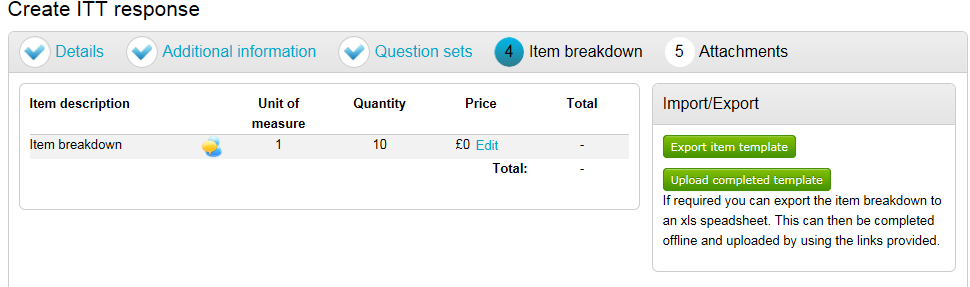 Create ITT response
Details Additional information Question sets 4 Item breakdown 5 Attachments
Item description Unit of measure Quantity Price Total
Item breakdown 1 10 £0 Edit -
Total: -
Import/Export
Export item template
Upload completed template
If required you can export the item breakdown to
an xls speadsheet. This can then be completed
offline and uploaded by using the links provided.